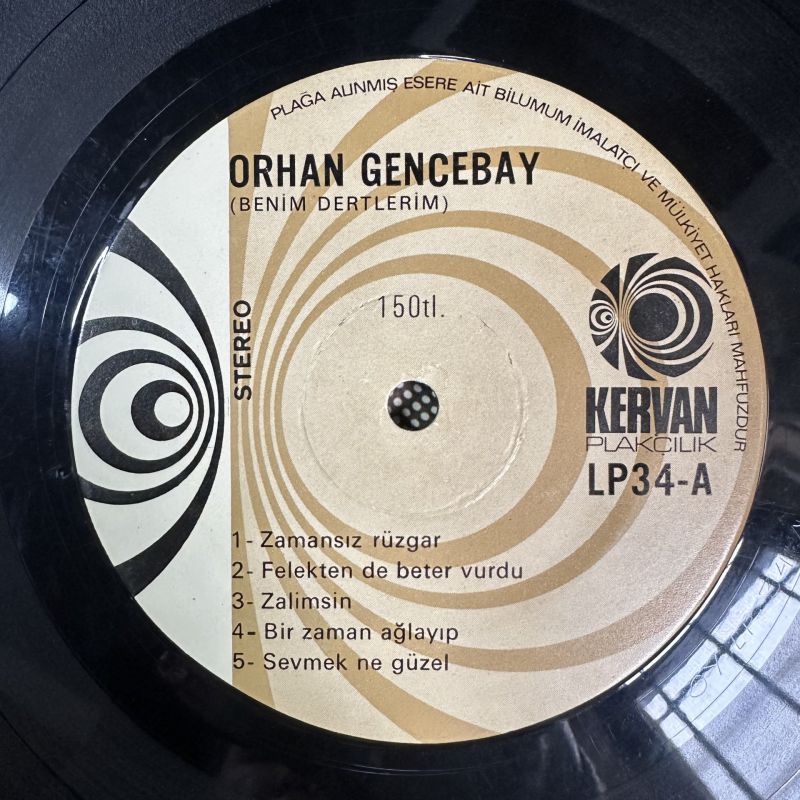 PLAĞA ALINMIŞ ESERE AİT BİLUMUM İMALATÇI VE MÜLKİYET HAKLARI MAHFUZDUR
ORHAN GENCEBAY
(BENİM DERTLERİM)
STEREO
150tl.
KERVAN
PLAKÇILIK
LP34-A
1- Zamansız rüzgar
2- Felekten de beter vurdu
3- Zalimsin
4- Bir zaman ağlayıp
5- Sevmek ne güzel